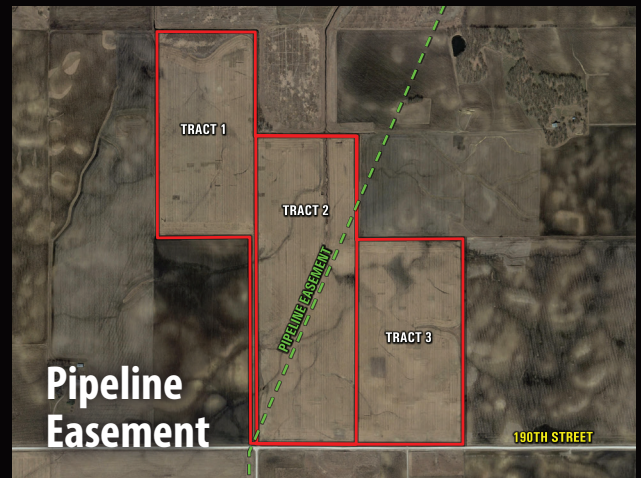 TRACT 1
TRACT 2
PIPELINE EASEMENT
TRACT 3
Pipeline
Easement
190TH STREET